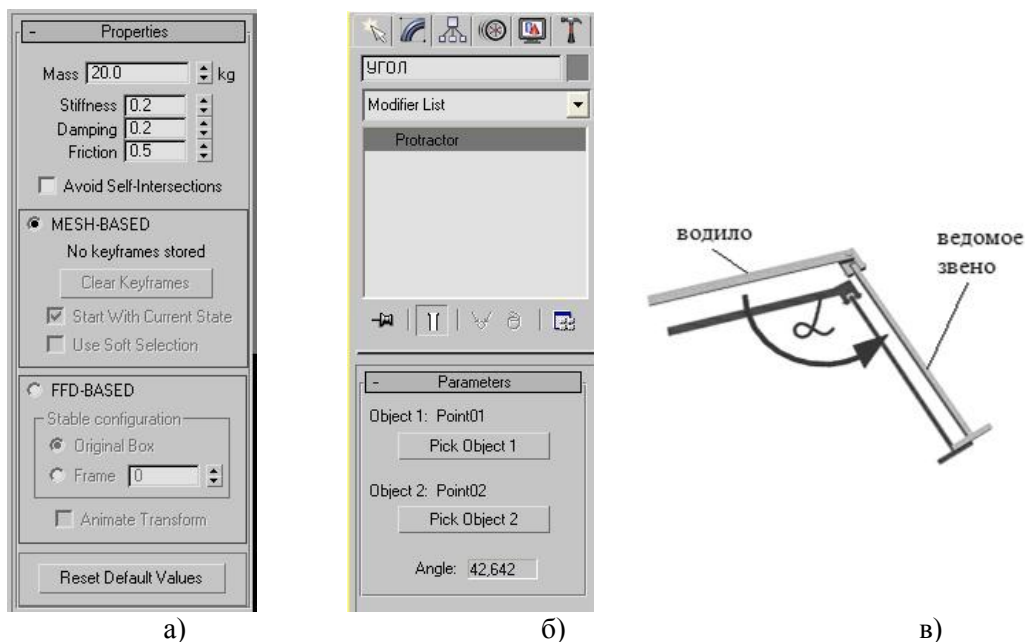 Properties
Mass 20.0 kg
Stiffness 0.2
Damping 0.2
Friction 0.5
Avoid Self-Intersections
MESH-BASED
No keyframes stored
Clear Keyframes
Start With Current State
Use Soft Selection
FFD-BASED
Stable configuration
Original Box
Frame 0
Animate Transform
Reset Default Values
а)
УГОЛ
Modifier List
Protractor
Parameters
Object 1: Point01
Pick Object 1
Object 2: Point02
Pick Object 2
Angle: 42,642
б)
водило
ведомое
звено
α
в)